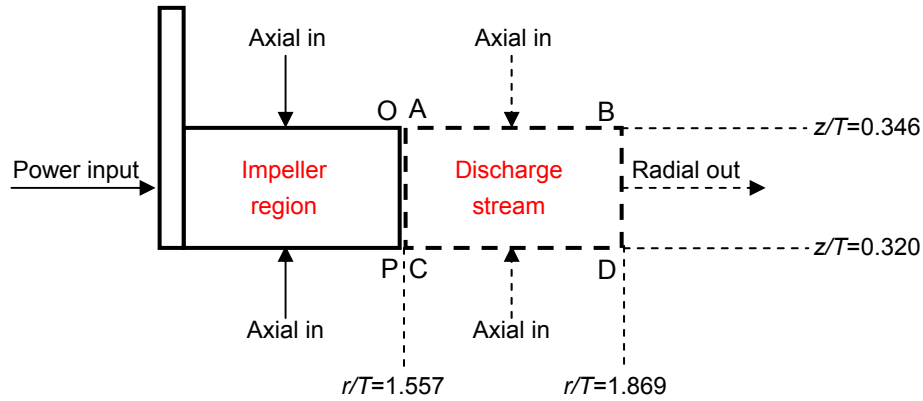 Axial in
Axial in
O
A
B
z/T=0.346
Power input
Impeller
region
Discharge
stream
Radial out
P
C
D
z/T=0.320
Axial in
Axial in
r/T=1.557
r/T=1.869